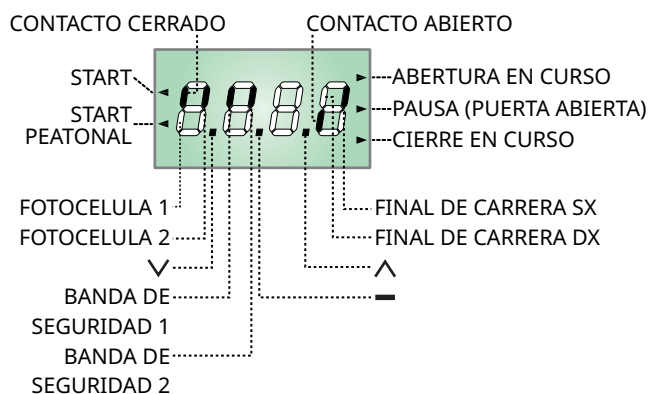 CONTACTO CERRADO
CONTACTO ABIERTO
START
START
PEATONAL
ABERTURA EN CURSO
PAUSA (PUERTA ABIERTA)
CIERRE EN CURSO
FOTOCELULA 1
FOTOCELULA 2
BANDA DE
SEGURIDAD 1
BANDA DE
SEGURIDAD 2
FINAL DE CARRERA SX
FINAL DE CARRERA DX